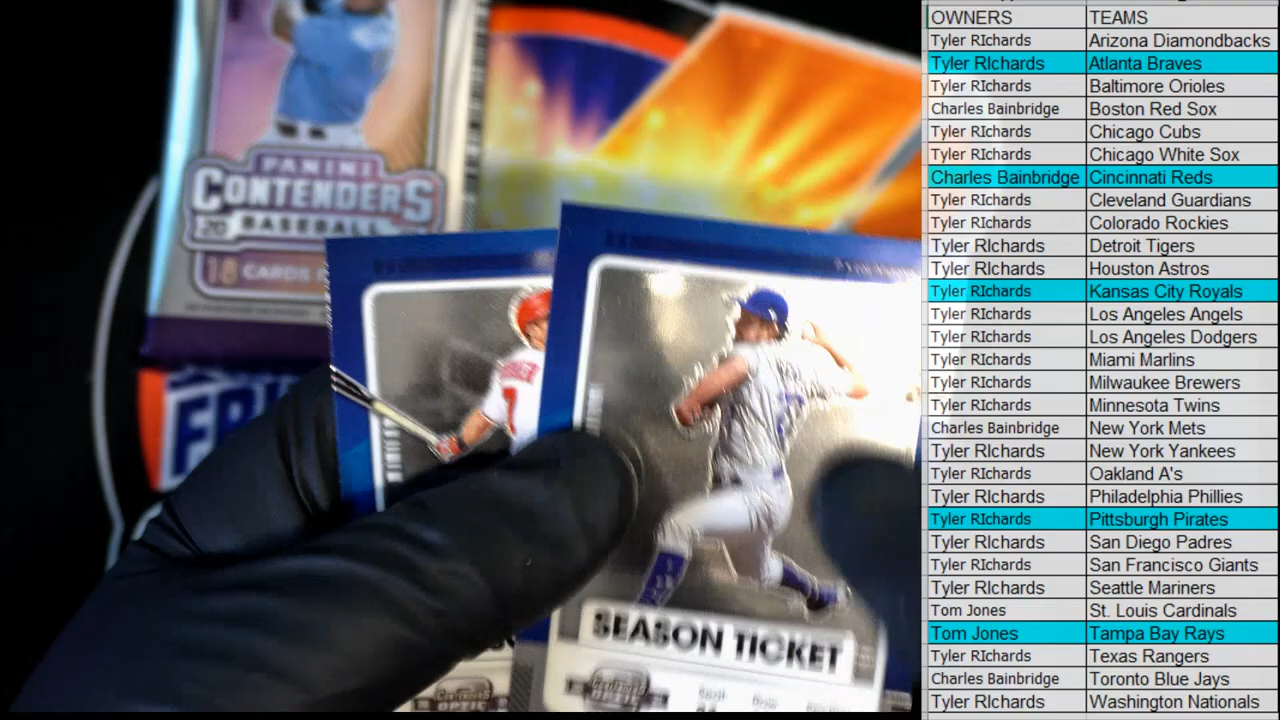 PANINI
CONTENDERS
BASEBALL
18 CARDS
SEASON TICKET
CONTENDERS
OPTIC
OWNERS TEAMS
Tyler RIchards Arizona Diamondbacks
Tyler RIchards Atlanta Braves
Tyler RIchards Baltimore Orioles
Charles Bainbridge Boston Red Sox
Tyler RIchards Chicago Cubs
Tyler RIchards Chicago White Sox
Charles Bainbridge Cincinnati Reds
Tyler RIchards Cleveland Guardians
Tyler RIchards Colorado Rockies
Tyler RIchards Detroit Tigers
Tyler RIchards Houston Astros
Tyler RIchards Kansas City Royals
Tyler RIchards Los Angeles Angels
Tyler RIchards Los Angeles Dodgers
Tyler RIchards Miami Marlins
Tyler RIchards Milwaukee Brewers
Tyler RIchards Minnesota Twins
Charles Bainbridge New York Mets
Tyler RIchards New York Yankees
Tyler RIchards Oakland A's
Tyler RIchards Philadelphia Phillies
Tyler RIchards Pittsburgh Pirates
Tyler RIchards San Diego Padres
Tyler RIchards San Francisco Giants
Tyler RIchards Seattle Mariners
Tom Jones St. Louis Cardinals
Tom Jones Tampa Bay Rays
Tyler RIchards Texas Rangers
Charles Bainbridge Toronto Blue Jays
Tyler RIchards Washington Nationals